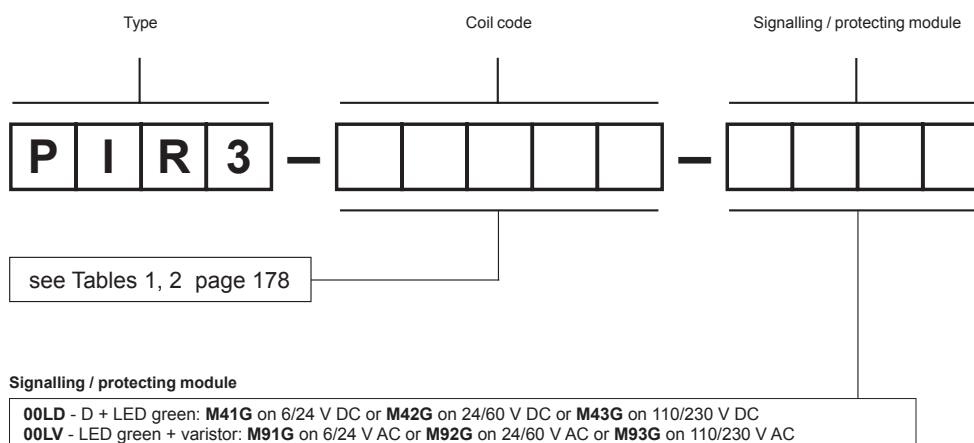 Type Coil code Signalling / protecting module
P I R 3 – –
see Tables 1, 2 page 178
Signalling / protecting module
00LD - D + LED green: M41G on 6/24 V DC or M42G on 24/60 V DC or M43G on 110/230 V DC
00LV - LED green + varistor: M91G on 6/24 V AC or M92G on 24/60 V AC or M93G on 110/230 V AC